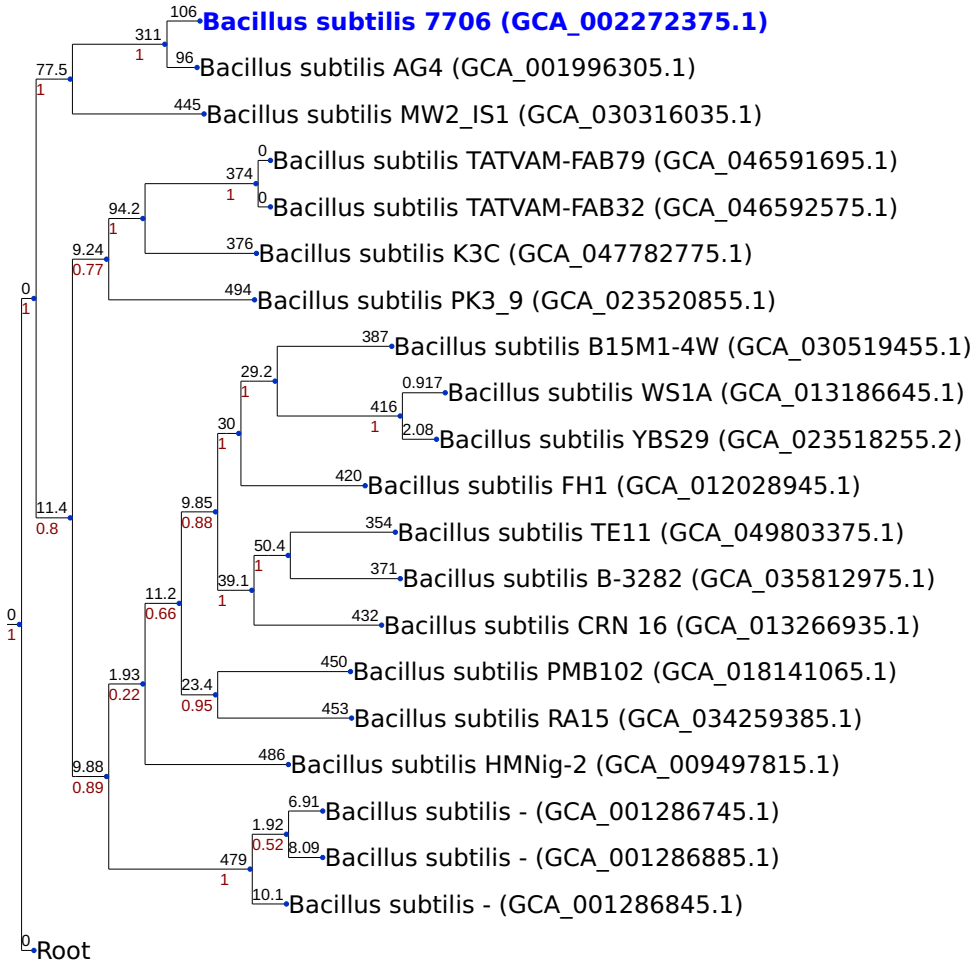 106
Bacillus subtilis 7706 (GCA_002272375.1)
311
1
96
Bacillus subtilis AG4 (GCA_001996305.1)
77.5
1
445
Bacillus subtilis MW2_IS1 (GCA_030316035.1)
0
Bacillus subtilis TATVAM-FAB79 (GCA_046591695.1)
374
1
0
Bacillus subtilis TATVAM-FAB32 (GCA_046592575.1)
94.2
1
376
Bacillus subtilis K3C (GCA_047782775.1)
9.24
0.77
494
Bacillus subtilis PK3_9 (GCA_023520855.1)
0
1
387
Bacillus subtilis B15M1-4W (GCA_030519455.1)
29.2
1
0.917
Bacillus subtilis WS1A (GCA_013186645.1)
416
1
2.08
Bacillus subtilis YBS29 (GCA_023518255.2)
30
1
420
Bacillus subtilis FH1 (GCA_012028945.1)
11.4
0.8
9.85
0.88
354
Bacillus subtilis TE11 (GCA_049803375.1)
50.4
1
371
Bacillus subtilis B-3282 (GCA_035812975.1)
39.1
1
11.2
0.66
432
Bacillus subtilis CRN 16 (GCA_013266935.1)
0
1
450
Bacillus subtilis PMB102 (GCA_018141065.1)
1.93
0.22
23.4
0.95
453
Bacillus subtilis RA15 (GCA_034259385.1)
486
Bacillus subtilis HMNig-2 (GCA_009497815.1)
9.88
0.89
6.91
Bacillus subtilis - (GCA_001286745.1)
1.92
0.52
8.09
Bacillus subtilis - (GCA_001286885.1)
479
1
10.1
Bacillus subtilis - (GCA_001286845.1)
0
Root